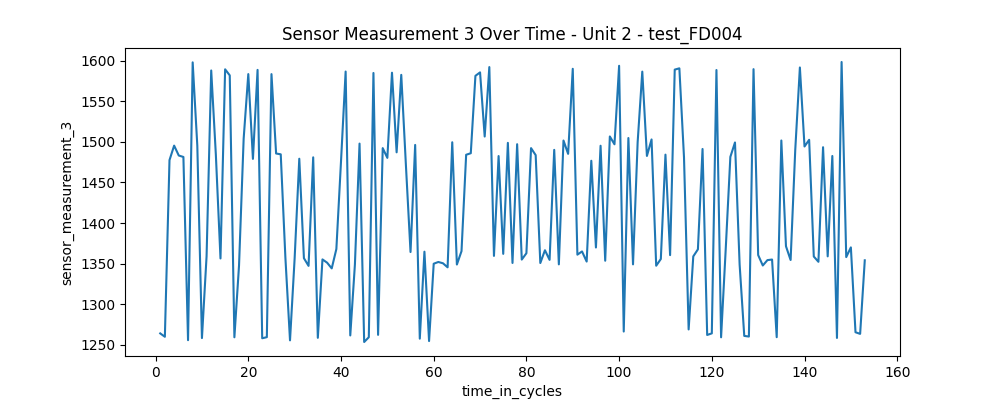 Sensor Measurement 3 Over Time - Unit 2 - test_FD004
sensor_measurement_3
1600
1550
1500
1450
1400
1350
1300
1250
0 20 40 60 80 100 120 140 160
time_in_cycles